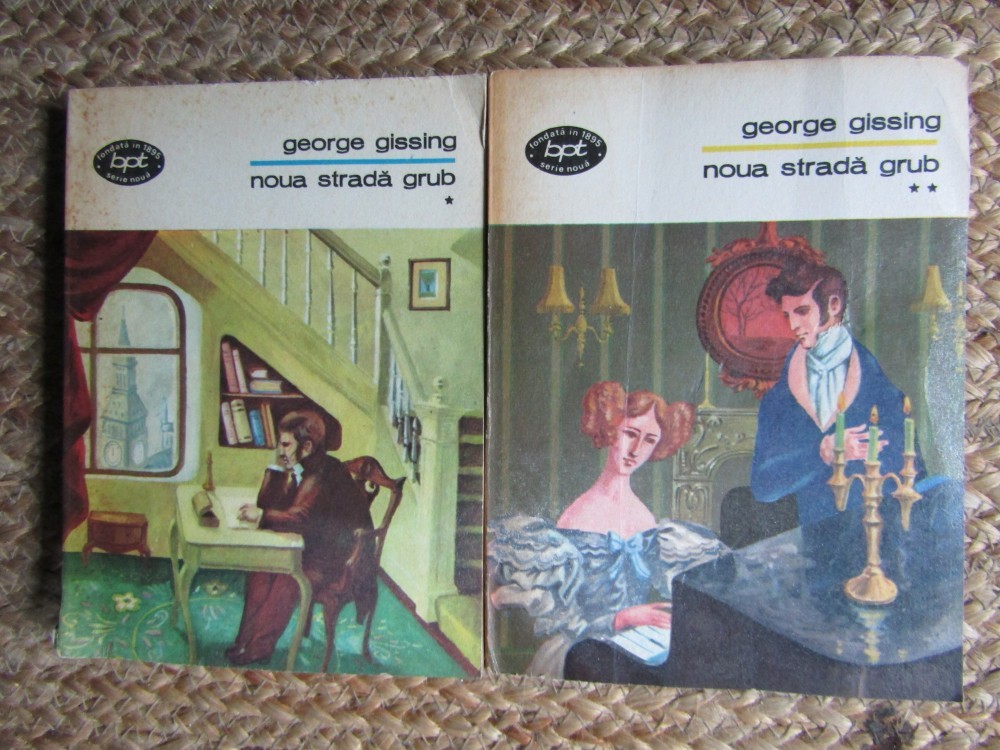 fondată în 1895
bpt
serie nouă
george gissing
noua stradă grub
*
fondată în 1895
bpt
serie nouă
george gissing
noua stradă grub
**